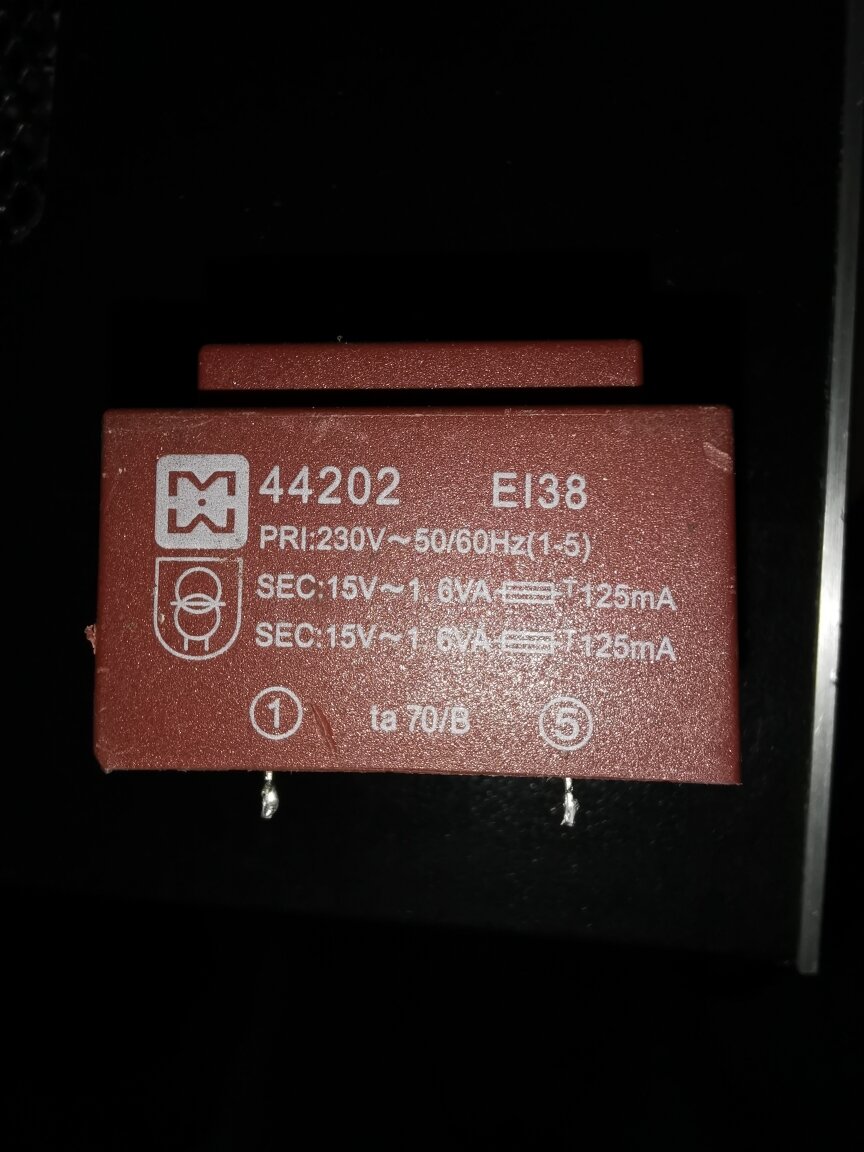 44202 EI38
PRI:230V~50/60Hz(1-5)
SEC:15V~1.6VA T125mA
SEC:15V~1.6VA T125mA
1 ta 70/B 5